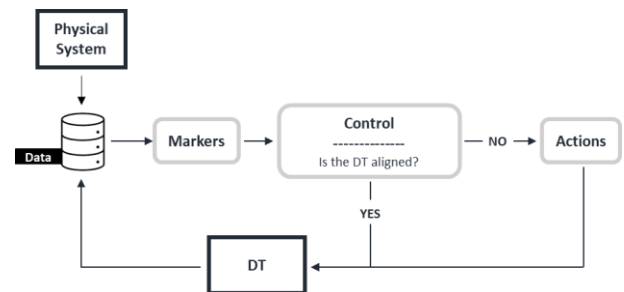 Physical
System
Data
Markers
Control
---------------
Is the DT aligned?
NO
Actions
YES
DT